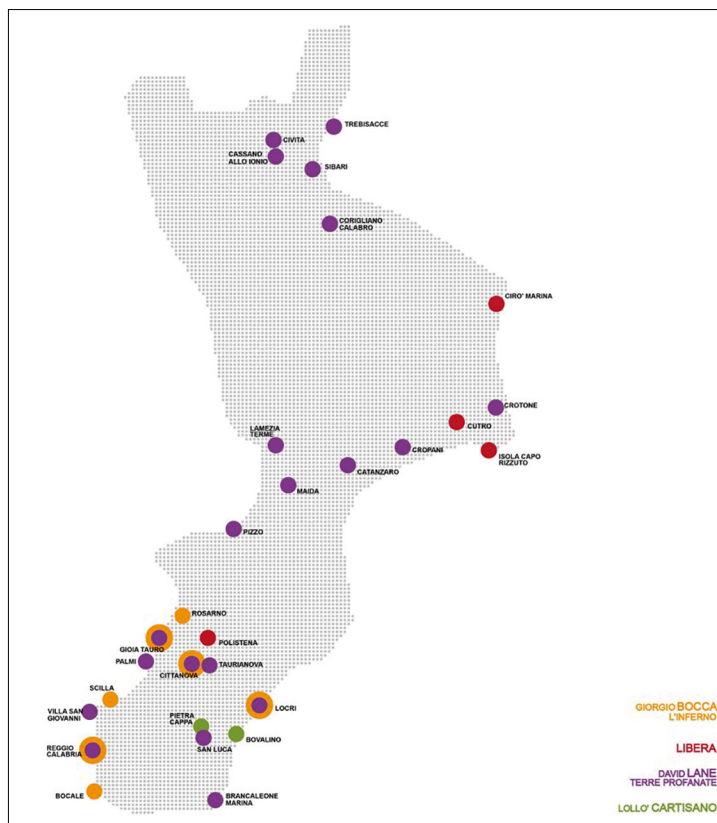 TREBISACCE
CIVITA
CASSANO
ALLO IONIO
SIBARI
CORIGLIANO
CALABRO
CIRO' MARINA
CROTONE
CUTRO
LAMEZIA
TERME
CROPANI
ISOLA CAPO
RIZZUTO
CATANZARO
MAIDA
PIZZO
ROSARNO
GIOIA TAURO
POLISTENA
PALMI
TAURIANOVA
CITTANOVA
SCILLA
LOCRI
VILLA SAN
GIOVANNI
PIETRA
CAPPA
BOVALINO
SAN LUCA
REGGIO
CALABRIA
BOCALE
BRANCALEONE
MARINA
GIORGIO BOCCA
L'INFERNO
LIBERA
DAVID LANE
TERRE PROFANATE
LOLLO' CARTISANO